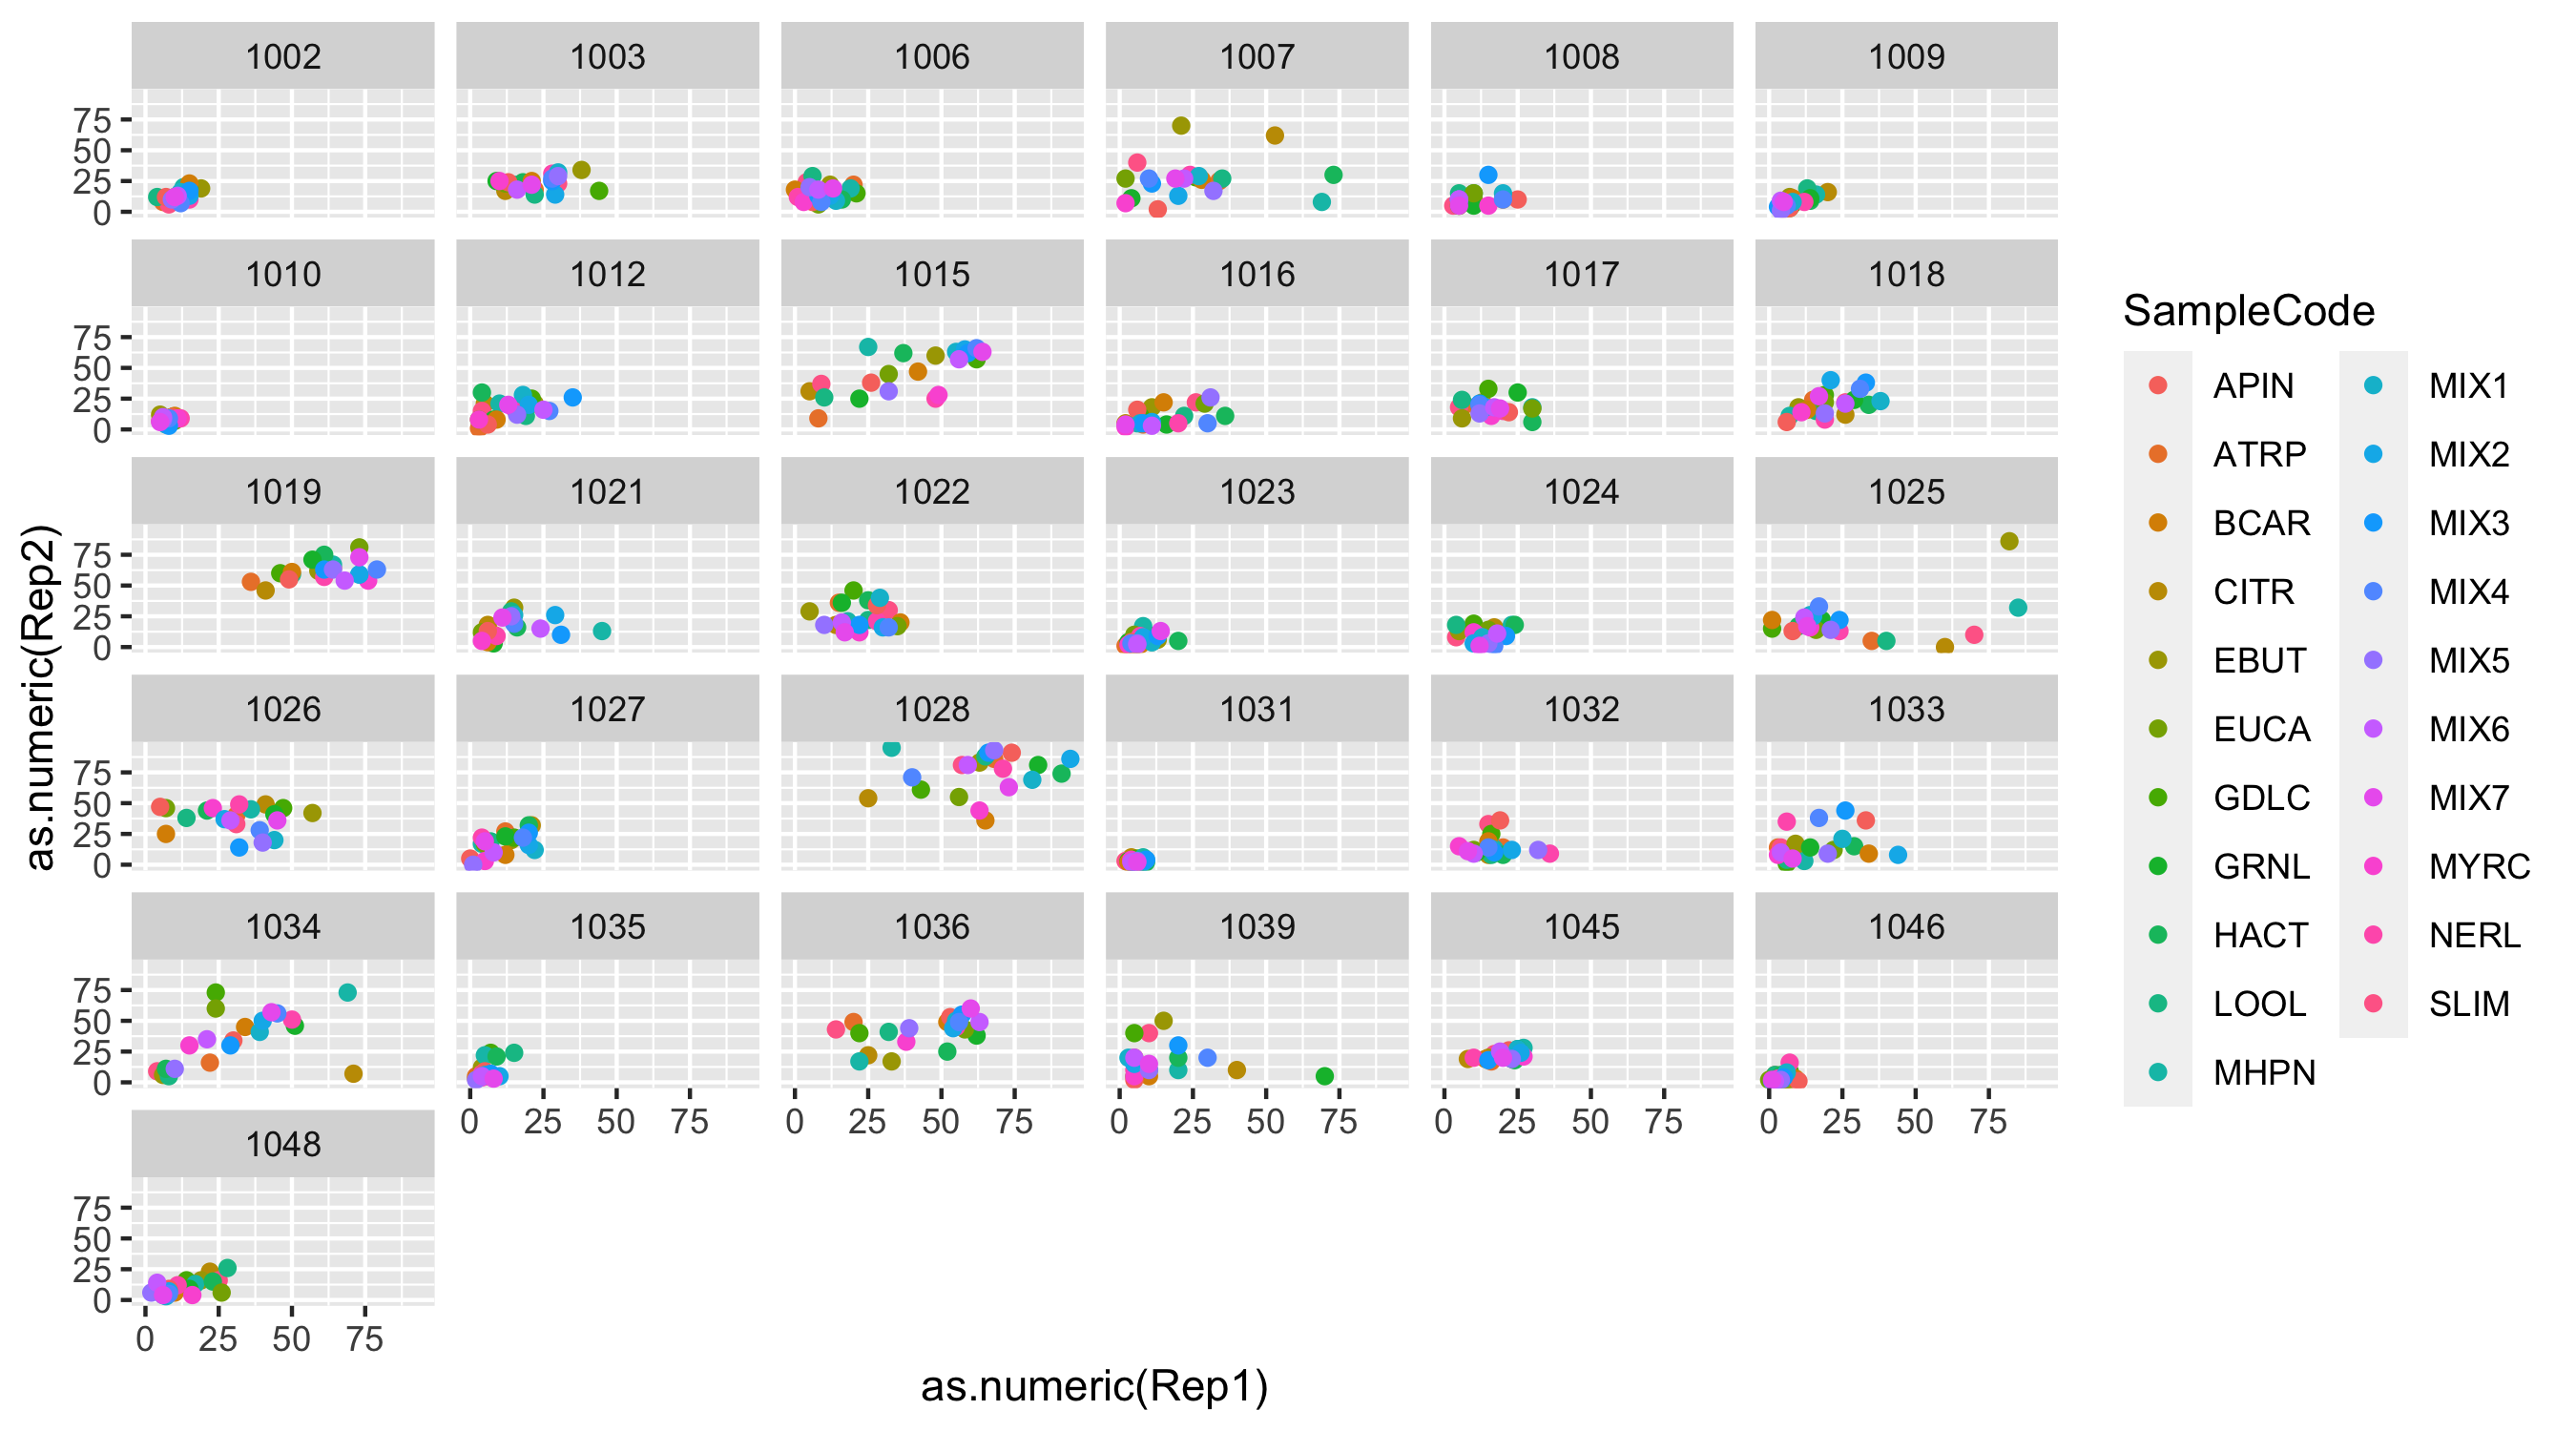 1002 1003 1006 1007 1008 1009
75
50
25
0
1010 1012 1015 1016 1017 1018
75
50
25
0
1019 1021 1022 1023 1024 1025
75
50
25
0
1026 1027 1028 1031 1032 1033
75
50
25
0
1034 1035 1036 1039 1045 1046
75
50
25
0
0 25 50 75 0 25 50 75 0 25 50 75 0 25 50 75 0 25 50 75
1048
75
50
25
0
0 25 50 75
as.numeric(Rep2)
as.numeric(Rep1)
SampleCode
APIN
ATRP
BCAR
CITR
EBUT
EUCA
GDLC
GRNL
HACT
LOOL
MHPN
MIX1
MIX2
MIX3
MIX4
MIX5
MIX6
MIX7
MYRC
NERL
SLIM